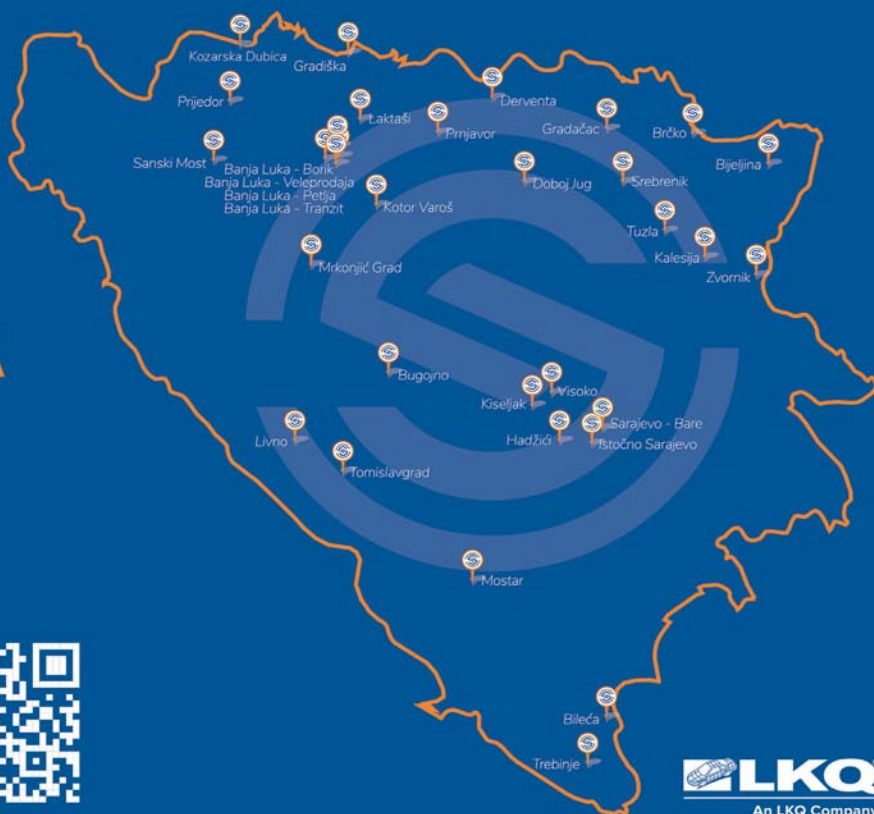 Kozarska Dubica
Gradiška
Prijedor
Derventa
Laktaši
Prnjavor
Gradačac
Brčko
Sanski Most
Bijeljina
Banja Luka - Borik
Banja Luka - Veleprodaja
Banja Luka - Petlja
Banja Luka - Tranzit
Doboj Jug
Srebrenik
Kotor Varoš
Tuzla
Kalesija
Mrkonjić Grad
Zvornik
Bugojno
Visoko
Kiseljak
Sarajevo - Bare
Livno
Hadžići
Istočno Sarajevo
Tomislavgrad
Mostar
Bileća
Trebinje
LKQ
An LKQ Company